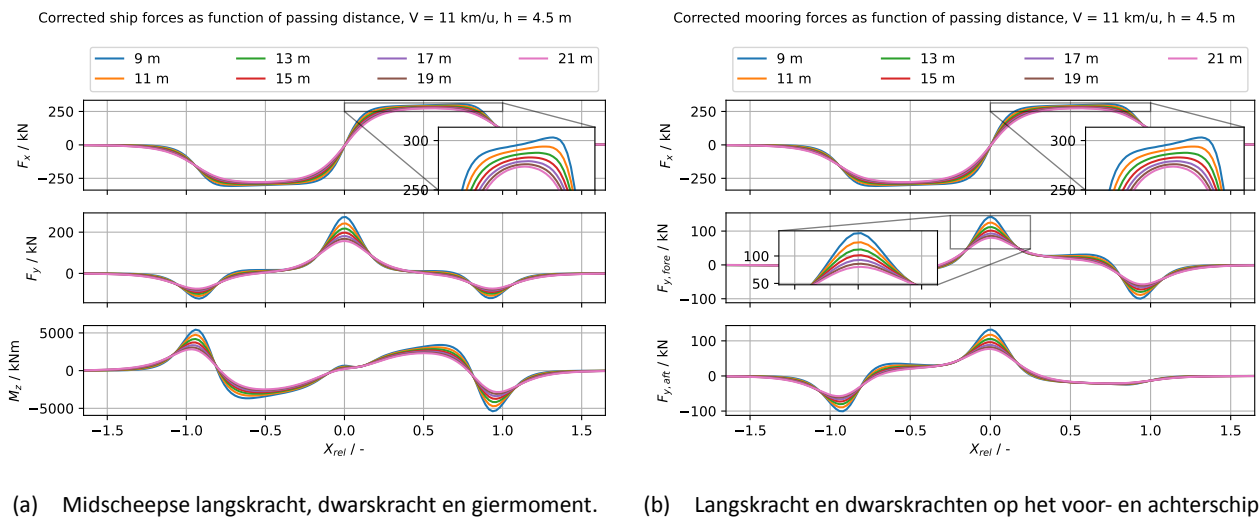 Corrected ship forces as function of passing distance, V = 11 km/u, h = 4.5 m
9 m 13 m 17 m 21 m
11 m 15 m 19 m
250
0
−250
F_x / kN
300
250
200
0
F_y / kN
5000
0
−5000
M_z / kNm
−1.5 −1.0 −0.5 0.0 0.5 1.0 1.5
X_rel / -
(a) Midscheepse langskracht, dwarskracht en giermoment.
Corrected mooring forces as function of passing distance, V = 11 km/u, h = 4.5 m
9 m 13 m 17 m 21 m
11 m 15 m 19 m
250
0
−250
F_x / kN
300
250
100
0
−100
F_y,fore / kN
100
50
100
0
−100
F_y,aft / kN
−1.5 −1.0 −0.5 0.0 0.5 1.0 1.5
X_rel / -
(b) Langskracht en dwarskrachten op het voor- en achterschip